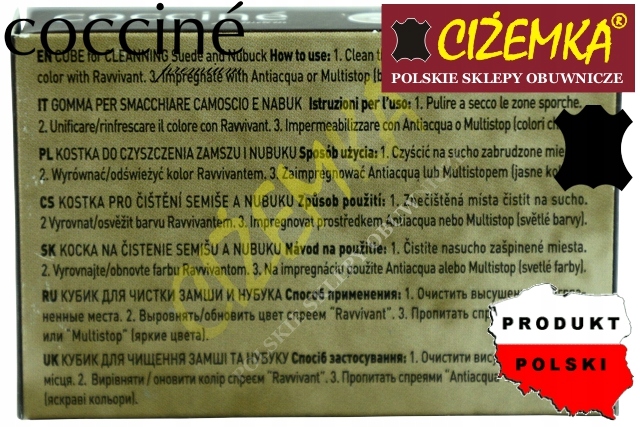 cocciné
CIŻEMKA®
POLSKIE SKLEPY OBUWNICZE
EN CUBE for CLEANNING Suede and Nubuck How to use: 1. Clean
color with Ravvivant. 3. Impregnate with Antiacqua or Multistop
IT GOMMA PER SMACCHIARE CAMOSCIO E NABUK Istruzioni per l'uso: 1. Pulire a secco le zone sporche.
2. Unificare/rinfrescare il colore con Ravvivant. 3. Impermeabilizzare con Antiacqua o Multistop (colori
PL KOSTKA DO CZYSZCZENIA ZAMSZU I NUBUKU Sposób użycia: 1. Czyścić na sucho zabrudzone
2. Wyrównać/odświeżyć kolor Ravvivantem. 3. Zaimpregnować Antiacquą lub Multistopem (jasne
CS KOSTKA PRO ČIŠTĚNÍ SEMIŠE A NUBUKU Způsob použití: 1. Znečištěná místa čistit na sucho.
2 Vyrovnat/osvěžit barvu Ravvivantem. 3. Impregnovat prostředkem antiacqua nebo Multistop (světlé barvy).
SK KOCKA NA ČISTENIE SEMIŠU A NUBUKU Návod na použitie: 1. Čistite nasucho zašpinené miesta.
2. Vyrovnajte/obnovte farbu Ravvivantom. 3. Na impregnáciu použite Antiacqua alebo Multistop (svetlé farby).
RU КУБИК ДЛЯ ЧИСТКИ ЗАМШИ И НУБУКА Способ применения: 1. Очистить высушен
ненные места. 2. Выровнять/обновить цвет спреем "Ravvivant". 3. Пропитать
или "Multistop" (яркие цвета).
UK КУБИК ДЛЯ ЧИЩЕННЯ ЗАМШІ ТА НУБУКУ Спосіб застосування: 1. Очистити
місця. 2. Вирівняти / оновити колір спреєм "Ravvivant". 3. Просочити спреями "Antiacqua
(яскраві кольори).
PRODUKT
POLSKI